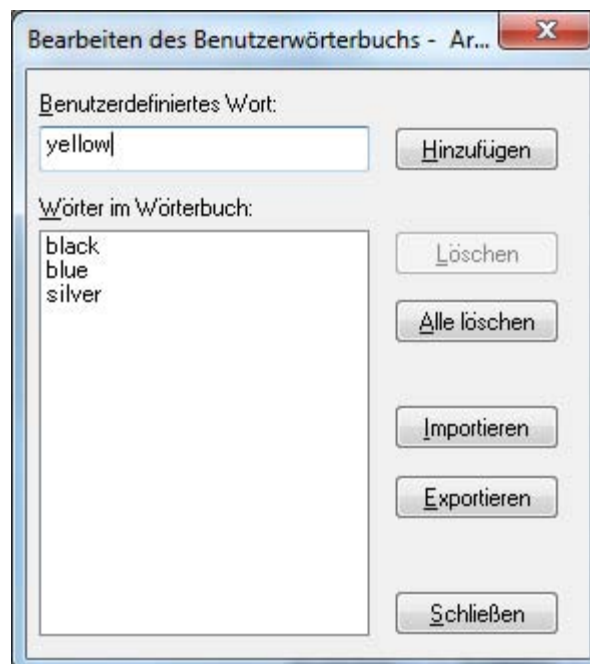 Bearbeiten des Benutzerwörterbuchs - Ar...
Benutzerdefiniertes Wort:
yellow
Hinzufügen
Wörter im Wörterbuch:
black
blue
silver
Löschen
Alle löschen
Importieren
Exportieren
Schließen